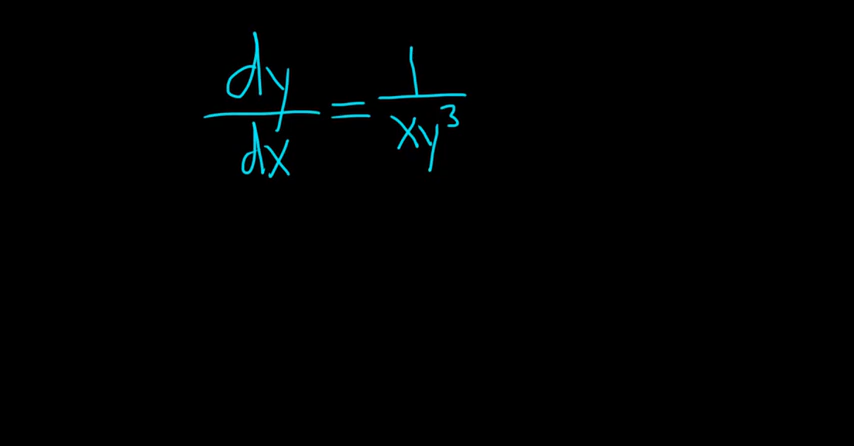 dy/dx = 1/xy³